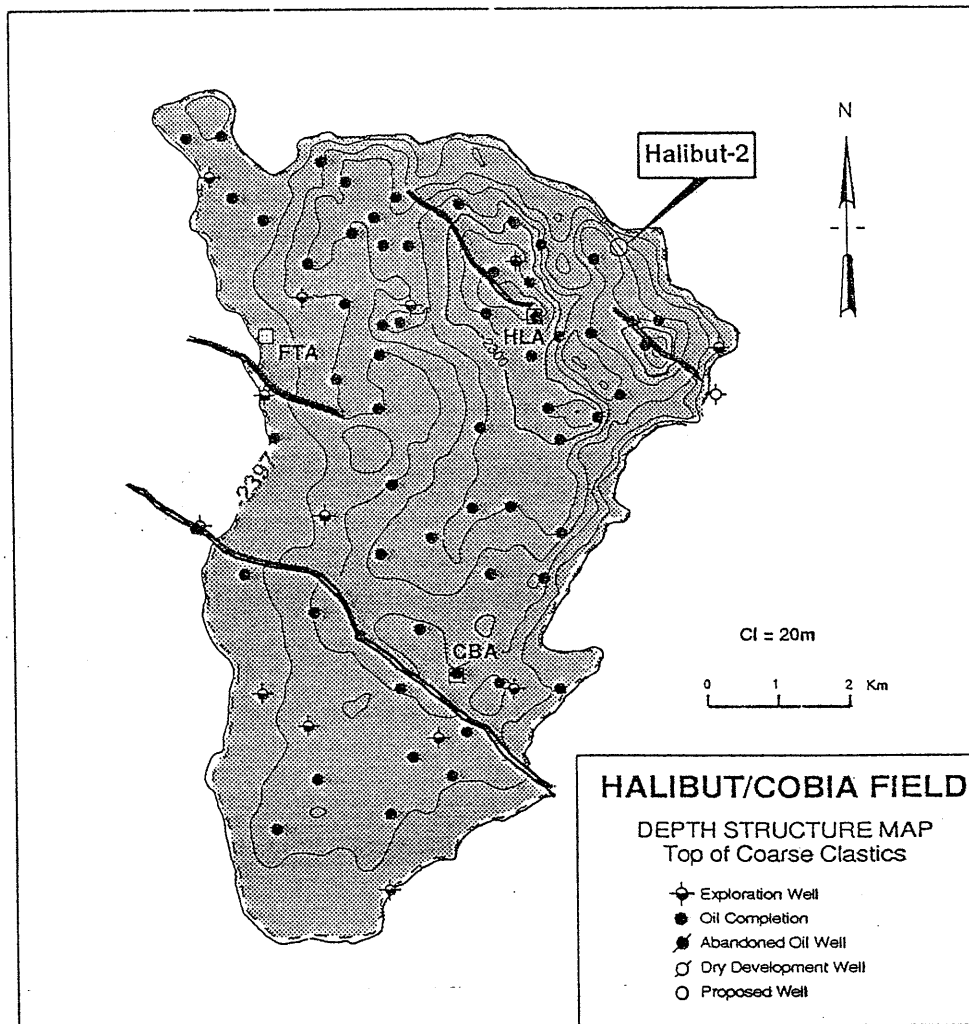 N
Halibut-2
HLA
FTA
-2397
CBA
CI = 20m
0 1 2 Km
HALIBUT/COBIA FIELD
DEPTH STRUCTURE MAP
Top of Coarse Clastics
Exploration Well
Oil Completion
Abandoned Oil Well
Dry Development Well
Proposed Well